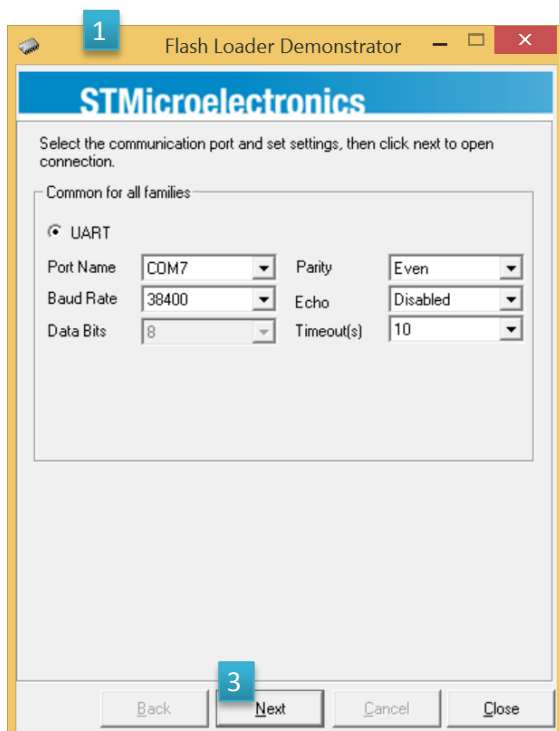 1
Flash Loader Demonstrator
STMicroelectronics
Select the communication port and set settings, then click next to open
connection.
Common for all families
UART
Port Name COM7 Parity Even
Baud Rate 38400 Echo Disabled
Data Bits 8 Timeout(s) 10
3
Back Next Cancel Close